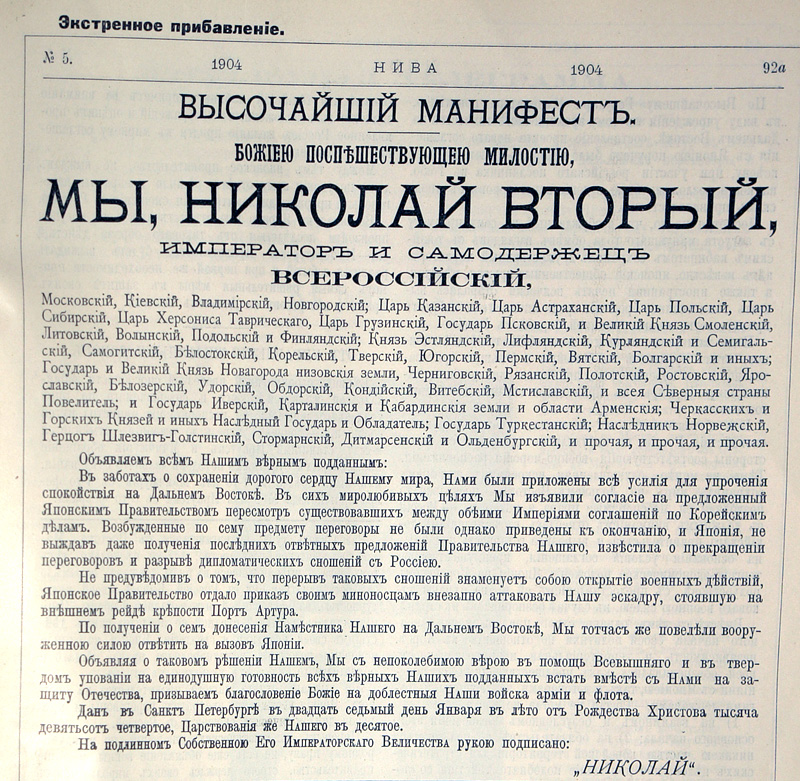 Экстренное прибавленіе.
№ 5. 1904 НИВА 1904 92а
ВЫСОЧАЙШІЙ МАНИФЕСТЪ.
БОЖІЕЮ ПОСПѢШЕСТВУЮЩЕЮ МИЛОСТІЮ,
МЫ, НИКОЛАЙ ВТОРЫЙ,
ИМПЕРАТОРЪ И САМОДЕРЖЕЦЪ
ВСЕРОССІЙСКІЙ,
Московскій, Кіевскій, Владимірскій, Новгородскій; Царь Казанскій, Царь Астраханскій, Царь Польскій, Царь
Сибирскій, Царь Херсониса Таврическаго, Царь Грузинскій, Государь Псковскій, и Великій Князь Смоленскій,
Литовскій, Волынскій, Подольскій и Финляндскій; Князь Эстляндскій, Лифляндскій, Курляндскій и Семигаль-
скій, Самогитскій, Бѣлостокскій, Корельскій, Тверскій, Югорскій, Пермскій, Вятскій, Болгарскій и иныхъ;
Государь и Великій Князь Новагорода низовскія земли, Черниговскій, Рязанскій, Полотскій, Ростовскій, Яро-
славскій, Бѣлозерскій, Удорскій, Обдорскій, Кондійскій, Витебскій, Мстиславскій, и всея Сѣверныя страны
Повелитель; и Государь Иверскій, Карталинскія и Кабардинскія земли и области Арменскія; Черкасскихъ и
Горскихъ Князей и иныхъ Наслѣдный Государь и Обладатель; Государь Туркестанскій; Наслѣдникъ Норвежскій,
Герцогъ Шлезвигъ-Голстинскій, Стормарнскій, Дитмарсенскій и Ольденбургскій, и прочая, и прочая, и прочая.
Объявляемъ всѣмъ Нашимъ вѣрнымъ подданнымъ:
Въ заботахъ о сохраненіи дорогого сердцу Нашему мира, Нами были приложены всѣ усилія для упроченія
спокойствія на Дальнемъ Востокѣ. Въ сихъ миролюбивыхъ цѣляхъ Мы изъявили согласіе на предложенный
Японскимъ Правительствомъ пересмотръ существовавшихъ между обѣими Имперіями соглашеній по Корейскимъ
дѣламъ. Возбужденные по сему предмету переговоры не были однако приведены къ окончанію, и Японія, не
выждавъ даже полученія послѣднихъ отвѣтныхъ предложеній Правительства Нашего, извѣстила о прекращеніи
переговоровъ и разрывѣ дипломатическихъ сношеній съ Россіею.
Не предувѣдомивъ о томъ, что перерывъ таковыхъ сношеній знаменуетъ собою открытіе военныхъ дѣйствій,
Японское Правительство отдало приказъ своимъ миноносцамъ внезапно аттаковать Нашу эскадру, стоявшую на
внѣшнемъ рейдѣ крѣпости Портъ Артура.
По полученіи о семъ донесенія Намѣстника Нашего на Дальнемъ Востокѣ, Мы тотчасъ же повелѣли воору-
женною силою отвѣтить на вызовъ Японіи.
Объявляя о таковомъ рѣшеніи Нашемъ, Мы съ непоколебимою вѣрою въ помощь Всевышняго и въ твер-
домъ упованіи на единодушную готовность всѣхъ вѣрныхъ Нашихъ подданныхъ встать вмѣстѣ съ Нами на за-
щиту Отечества, призываемъ благословеніе Божіе на доблестныя Наши войска арміи и флота.
Данъ въ Санктъ Петербургѣ въ двадцать седьмый день Января въ лѣто отъ Рождества Христова тысяча
девятьсотъ четвертое, Царствованія же Нашего въ десятое.
На подлинномъ Собственною Его Императорскаго Величества рукою подписано:
„НИКОЛАЙ“.